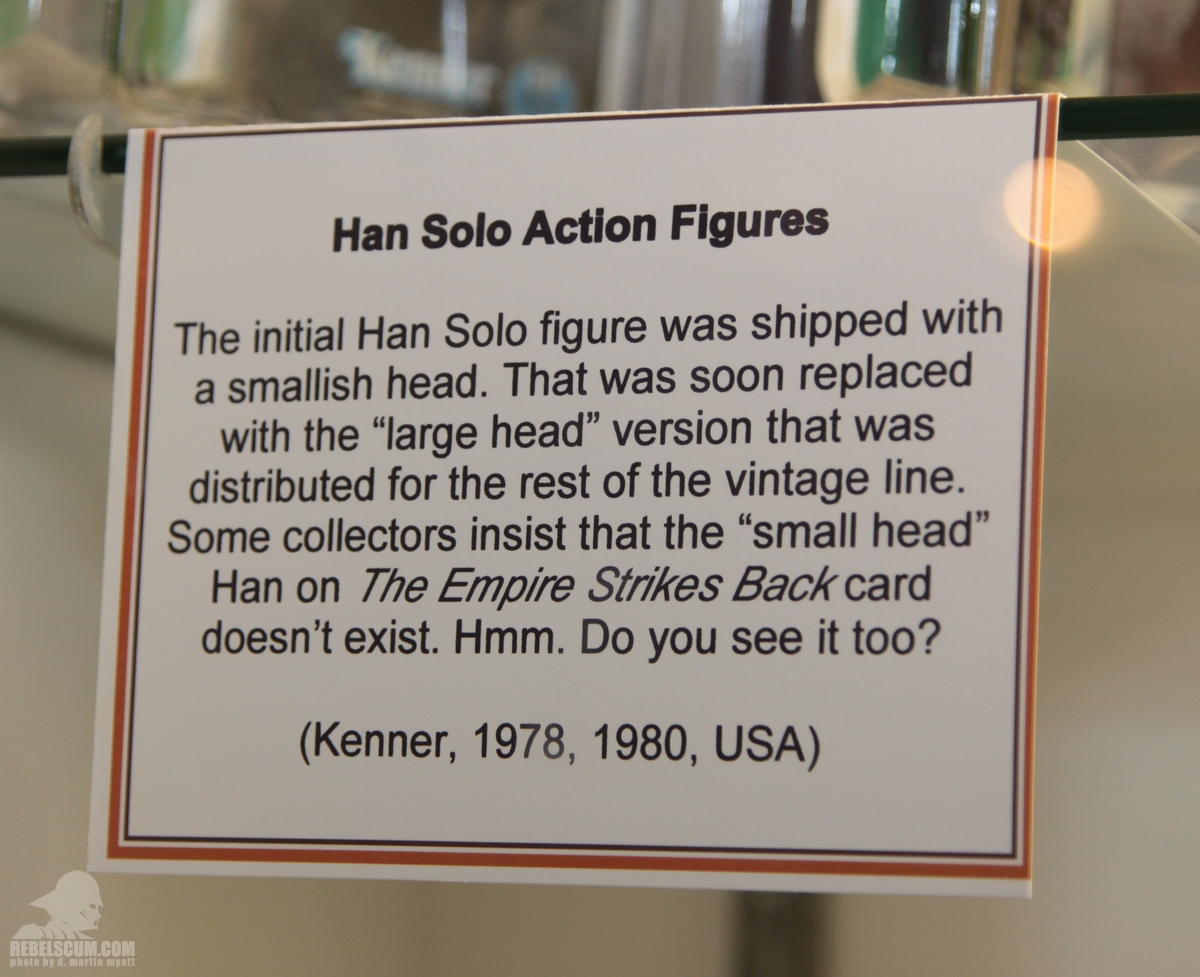 Kenner
Han Solo Action Figures
The initial Han Solo figure was shipped with
a smallish head. That was soon replaced
with the “large head” version that was
distributed for the rest of the vintage line.
Some collectors insist that the “small head”
Han on The Empire Strikes Back card
doesn’t exist. Hmm. Do you see it too?
(Kenner, 1978, 1980, USA)
REBELSCUM.COM
photo by d. martin myatt